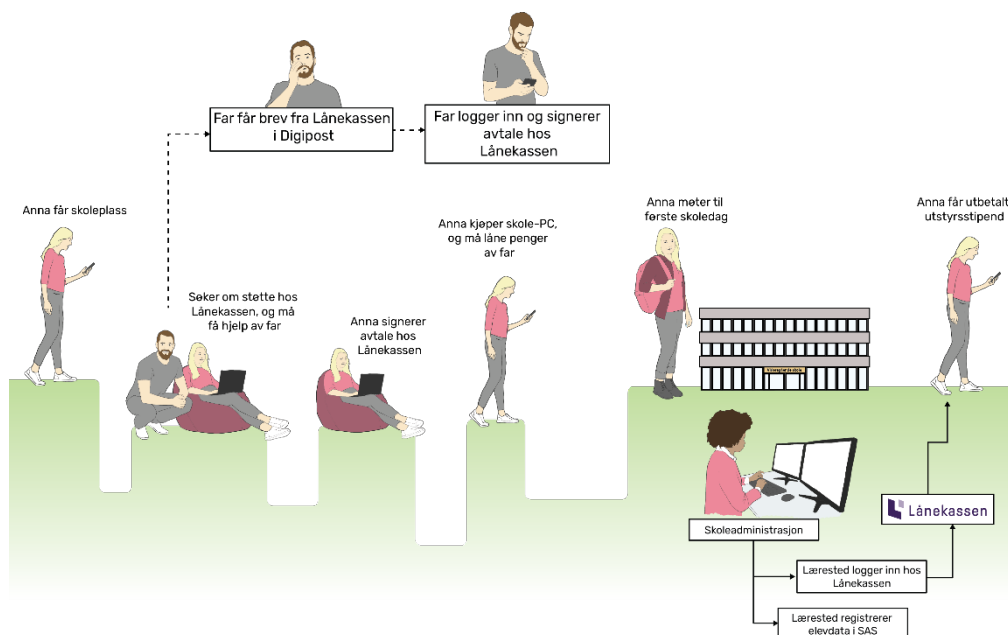 Far får brev fra Lånekassen
i Digipost
Far logger inn og signerer
avtale hos
Lånekassen
Anna får skoleplass
Søker om støtte hos
Lånekassen, og må
få hjelp av far
Anna signerer
avtale hos
Lånekassen
Anna kjøper skole-PC,
og må låne penger
av far
Anna møter til
første skoledag
Anna får utbetalt
utstyrsstipend
Videregående skole
Skoleadministrasjon
Lånekassen
Lærested logger inn hos
Lånekassen
Lærested registrerer
elevdata i SAS